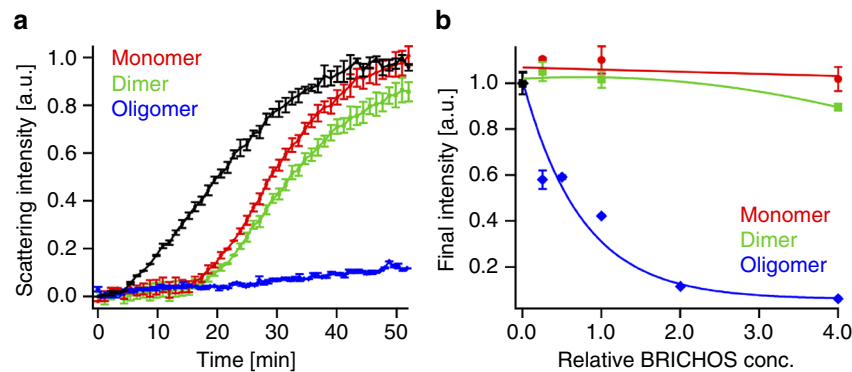 a
Scattering intensity [a.u.]
1.0
0.8
0.6
0.4
0.2
0.0
Monomer
Dimer
Oligomer
0 10 20 30 40 50
Time [min]
b
Final intensity [a.u.]
1.0
0.8
0.6
0.4
0.2
Monomer
Dimer
Oligomer
0.0 1.0 2.0 3.0 4.0
Relative BRICHOS conc.